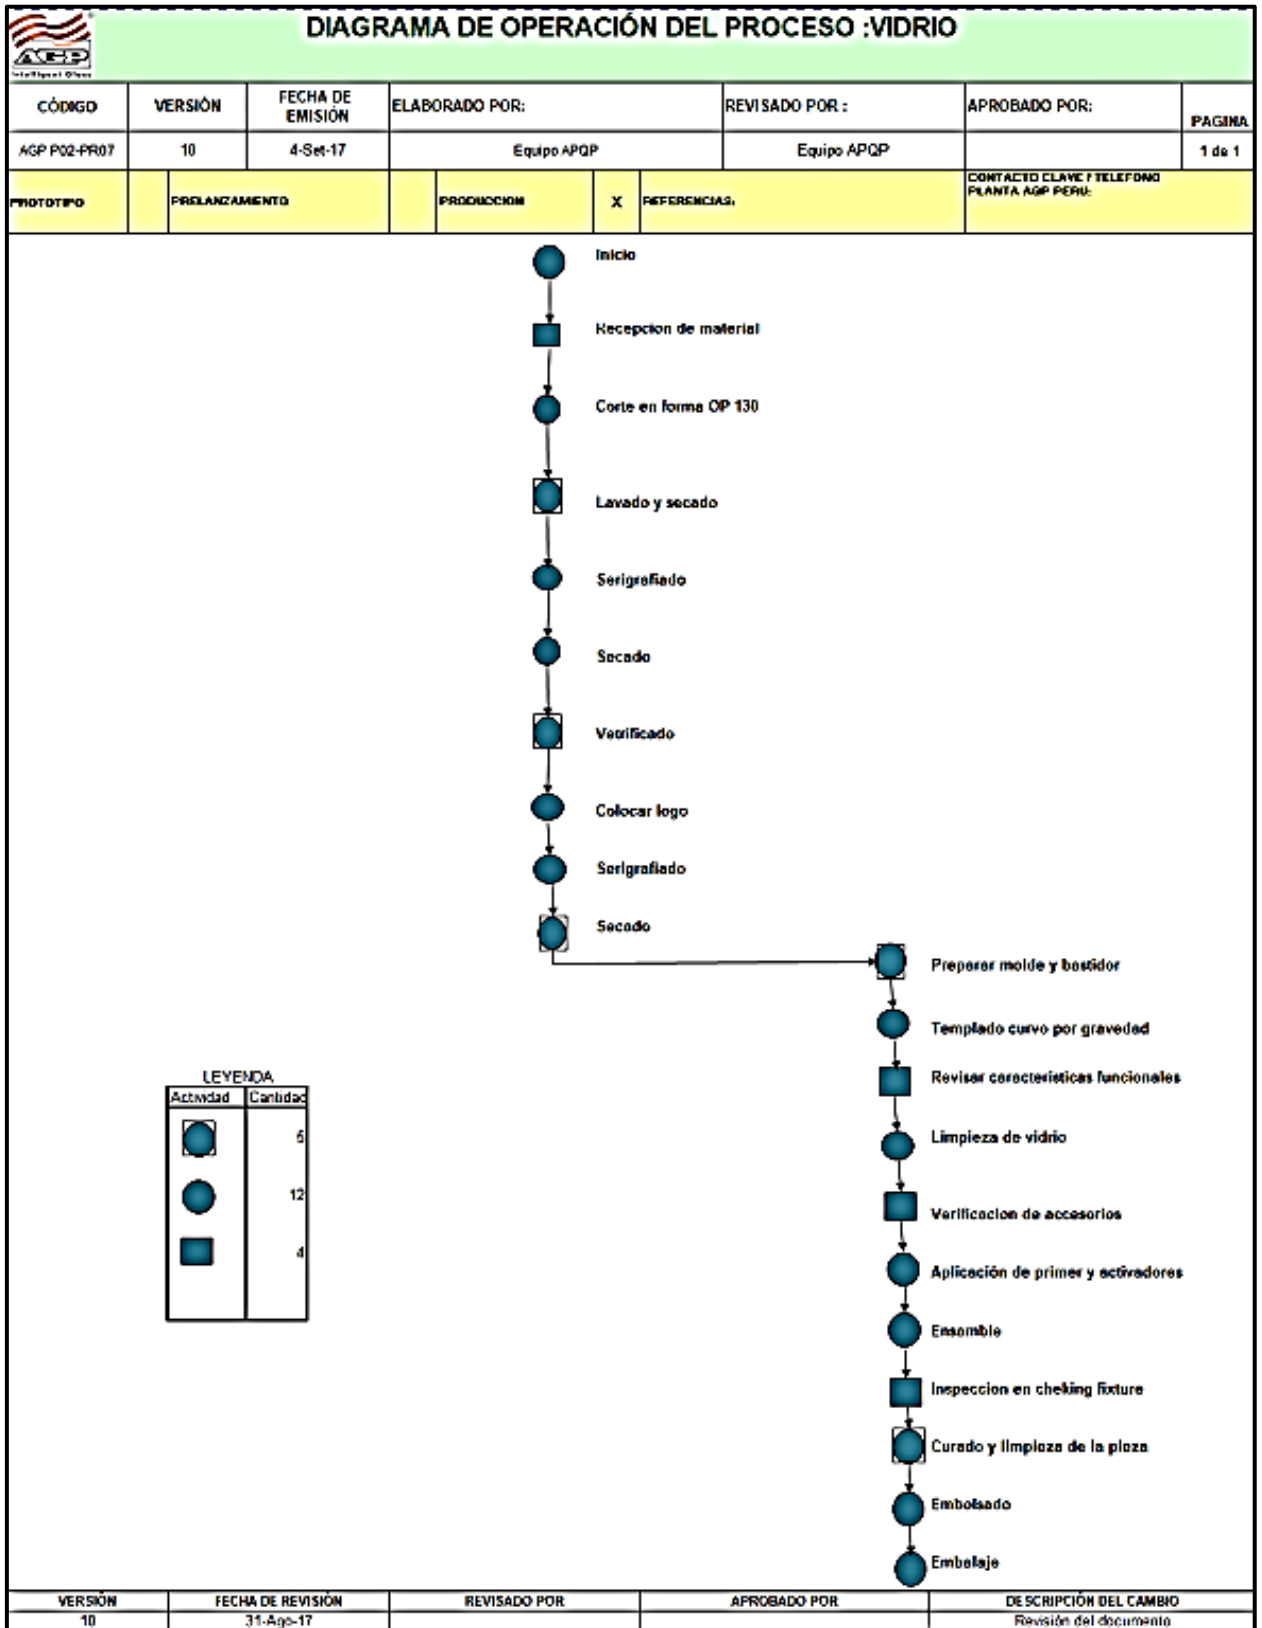 DIAGRAMA DE OPERACIÓN DEL PROCESO :VIDRIO
AGP
Intelligent Glass
CÓDIGO
VERSIÓN
FECHA DE
EMISIÓN
ELABORADO POR:
REVISADO POR :
APROBADO POR:
PAGINA
AGP P02-PR07
10
4-Set-17
Equipo APQP
Equipo APQP
1 de 1
PROTOTIPO
PRELANZAMIENTO
PRODUCCION
X
REFERENCIAS:
CONTACTO CLAVE / TELEFONO
PLANTA AGP PERU:
Inicio
Recepcion de material
Corte en forma OP 130
Lavado y secado
Serigrafiado
Secado
Vetrificado
Colocar logo
Serigrafiado
Secado
Preparar molde y bastidor
Templado curvo por gravedad
Revisar caracteristicas funcionales
Limpieza de vidrio
Verificacion de accesorios
Aplicación de primer y activadores
Ensamble
Inspeccion en cheking fixture
Curado y limpieza de la pieza
Embolsado
Embalaje
LEYENDA
Actividad
Cantidad
5
12
4
VERSIÓN
FECHA DE REVISIÓN
REVISADO POR
APROBADO POR
DESCRIPCIÓN DEL CAMBIO
10
31-Ago-17
Revisión del documento